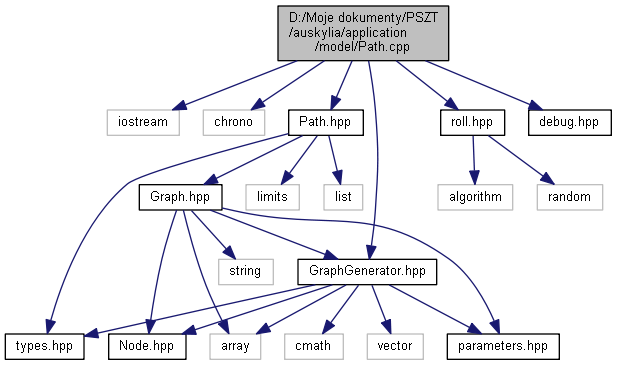 D:/Moje dokumenty/PSZT
/auskylia/application
/model/Path.cpp
iostream
chrono
Path.hpp
roll.hpp
debug.hpp
Graph.hpp
limits
list
algorithm
random
string
GraphGenerator.hpp
types.hpp
Node.hpp
array
cmath
vector
parameters.hpp